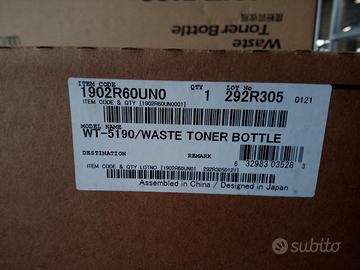 Waste
Toner Bottle
ITEM CODE QTY LOT NO
1902R60UN0 1 292R305 0121
ITEM CODE & QTY [1902R60UN0001]
MODEL NAME
WT-5190/WASTE TONER BOTTLE
DESTINATION REMARK
6 32983 03528 3
ITEM CODE & QTY LOTNO [1902R60UN01 292R3050121]
Assembled in China / Designed in Japan
subito